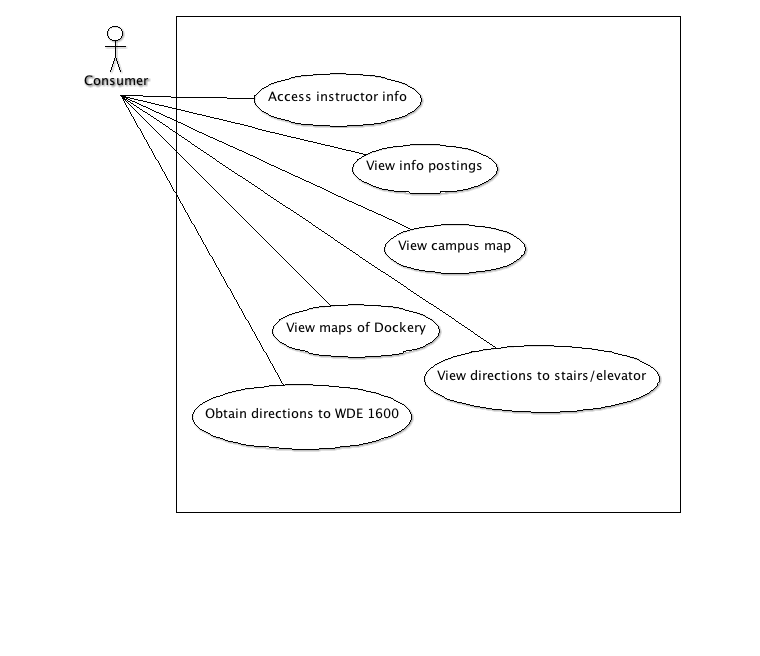 Consumer
Access instructor info
View info postings
View campus map
View maps of Dockery
View directions to stairs/elevator
Obtain directions to WDE 1600